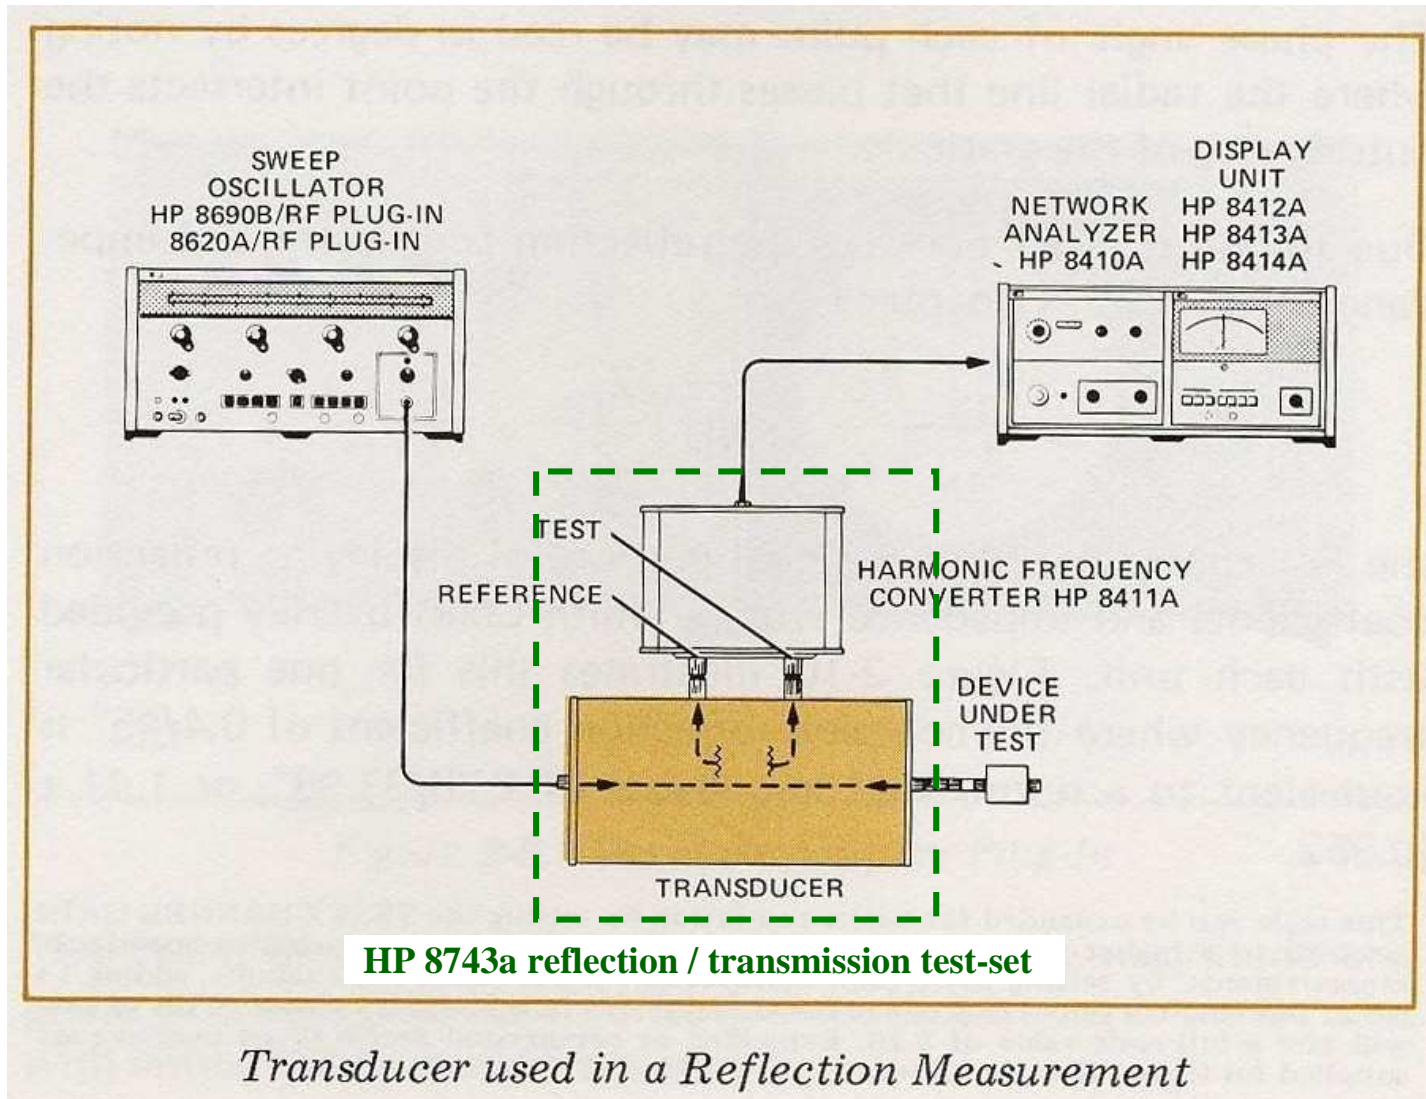 SWEEP
OSCILLATOR
HP 8690B/RF PLUG-IN
8620A/RF PLUG-IN
NETWORK
ANALYZER
HP 8410A
DISPLAY
UNIT
HP 8412A
HP 8413A
HP 8414A
TEST
REFERENCE
HARMONIC FREQUENCY
CONVERTER HP 8411A
DEVICE
UNDER
TEST
TRANSDUCER
HP 8743a reflection / transmission test-set
Transducer used in a Reflection Measurement